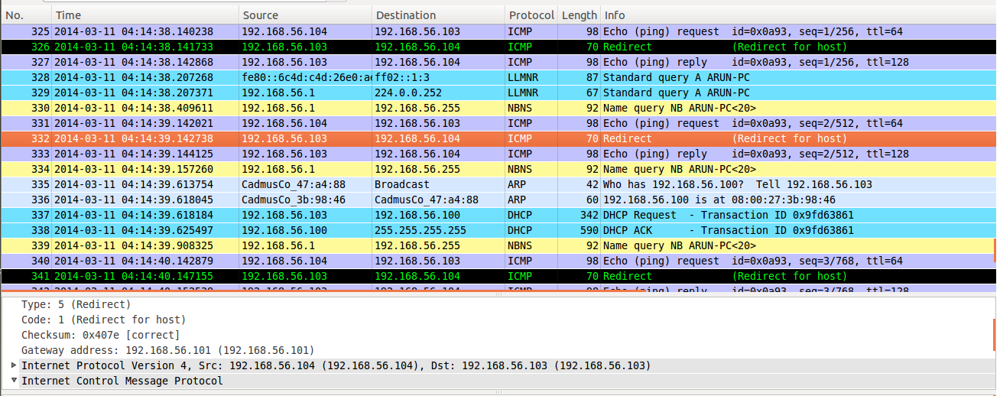 No. Time Source Destination Protocol Length Info
325 2014-03-11 04:14:38.140238 192.168.56.104 192.168.56.103 ICMP 98 Echo (ping) request id=0x0a93, seq=1/256, ttl=64
326 2014-03-11 04:14:38.141733 192.168.56.103 192.168.56.104 ICMP 70 Redirect (Redirect for host)
327 2014-03-11 04:14:38.142868 192.168.56.103 192.168.56.104 ICMP 98 Echo (ping) reply id=0x0a93, seq=1/256, ttl=128
328 2014-03-11 04:14:38.207268 fe80::6c4d:c4d:26e0:ae ff02::1:3 LLMNR 87 Standard query A ARUN-PC
329 2014-03-11 04:14:38.207371 192.168.56.1 224.0.0.252 LLMNR 67 Standard query A ARUN-PC
330 2014-03-11 04:14:38.409611 192.168.56.1 192.168.56.255 NBNS 92 Name query NB ARUN-PC<20>
331 2014-03-11 04:14:39.142021 192.168.56.104 192.168.56.103 ICMP 98 Echo (ping) request id=0x0a93, seq=2/512, ttl=64
332 2014-03-11 04:14:39.142738 192.168.56.103 192.168.56.104 ICMP 70 Redirect (Redirect for host)
333 2014-03-11 04:14:39.144125 192.168.56.103 192.168.56.104 ICMP 98 Echo (ping) reply id=0x0a93, seq=2/512, ttl=128
334 2014-03-11 04:14:39.157260 192.168.56.1 192.168.56.255 NBNS 92 Name query NB ARUN-PC<20>
335 2014-03-11 04:14:39.613754 CadmusCo_47:a4:88 Broadcast ARP 42 Who has 192.168.56.100? Tell 192.168.56.103
336 2014-03-11 04:14:39.618045 CadmusCo_3b:98:46 CadmusCo_47:a4:88 ARP 60 192.168.56.100 is at 08:00:27:3b:98:46
337 2014-03-11 04:14:39.618184 192.168.56.103 192.168.56.100 DHCP 342 DHCP Request - Transaction ID 0x9fd63861
338 2014-03-11 04:14:39.625497 192.168.56.100 255.255.255.255 DHCP 590 DHCP ACK - Transaction ID 0x9fd63861
339 2014-03-11 04:14:39.908325 192.168.56.1 192.168.56.255 NBNS 92 Name query NB ARUN-PC<20>
340 2014-03-11 04:14:40.142879 192.168.56.104 192.168.56.103 ICMP 98 Echo (ping) request id=0x0a93, seq=3/768, ttl=64
341 2014-03-11 04:14:40.147155 192.168.56.103 192.168.56.104 ICMP 70 Redirect (Redirect for host)
342 2014-03-11 192.168.56.103 192.168.56.104 ICMP 98 Echo (ping) reply id=0x0a93, seq=3/768, ttl=128
Type: 5 (Redirect)
Code: 1 (Redirect for host)
Checksum: 0x407e [correct]
Gateway address: 192.168.56.101 (192.168.56.101)
Internet Protocol Version 4, Src: 192.168.56.104 (192.168.56.104), Dst: 192.168.56.103 (192.168.56.103)
Internet Control Message Protocol